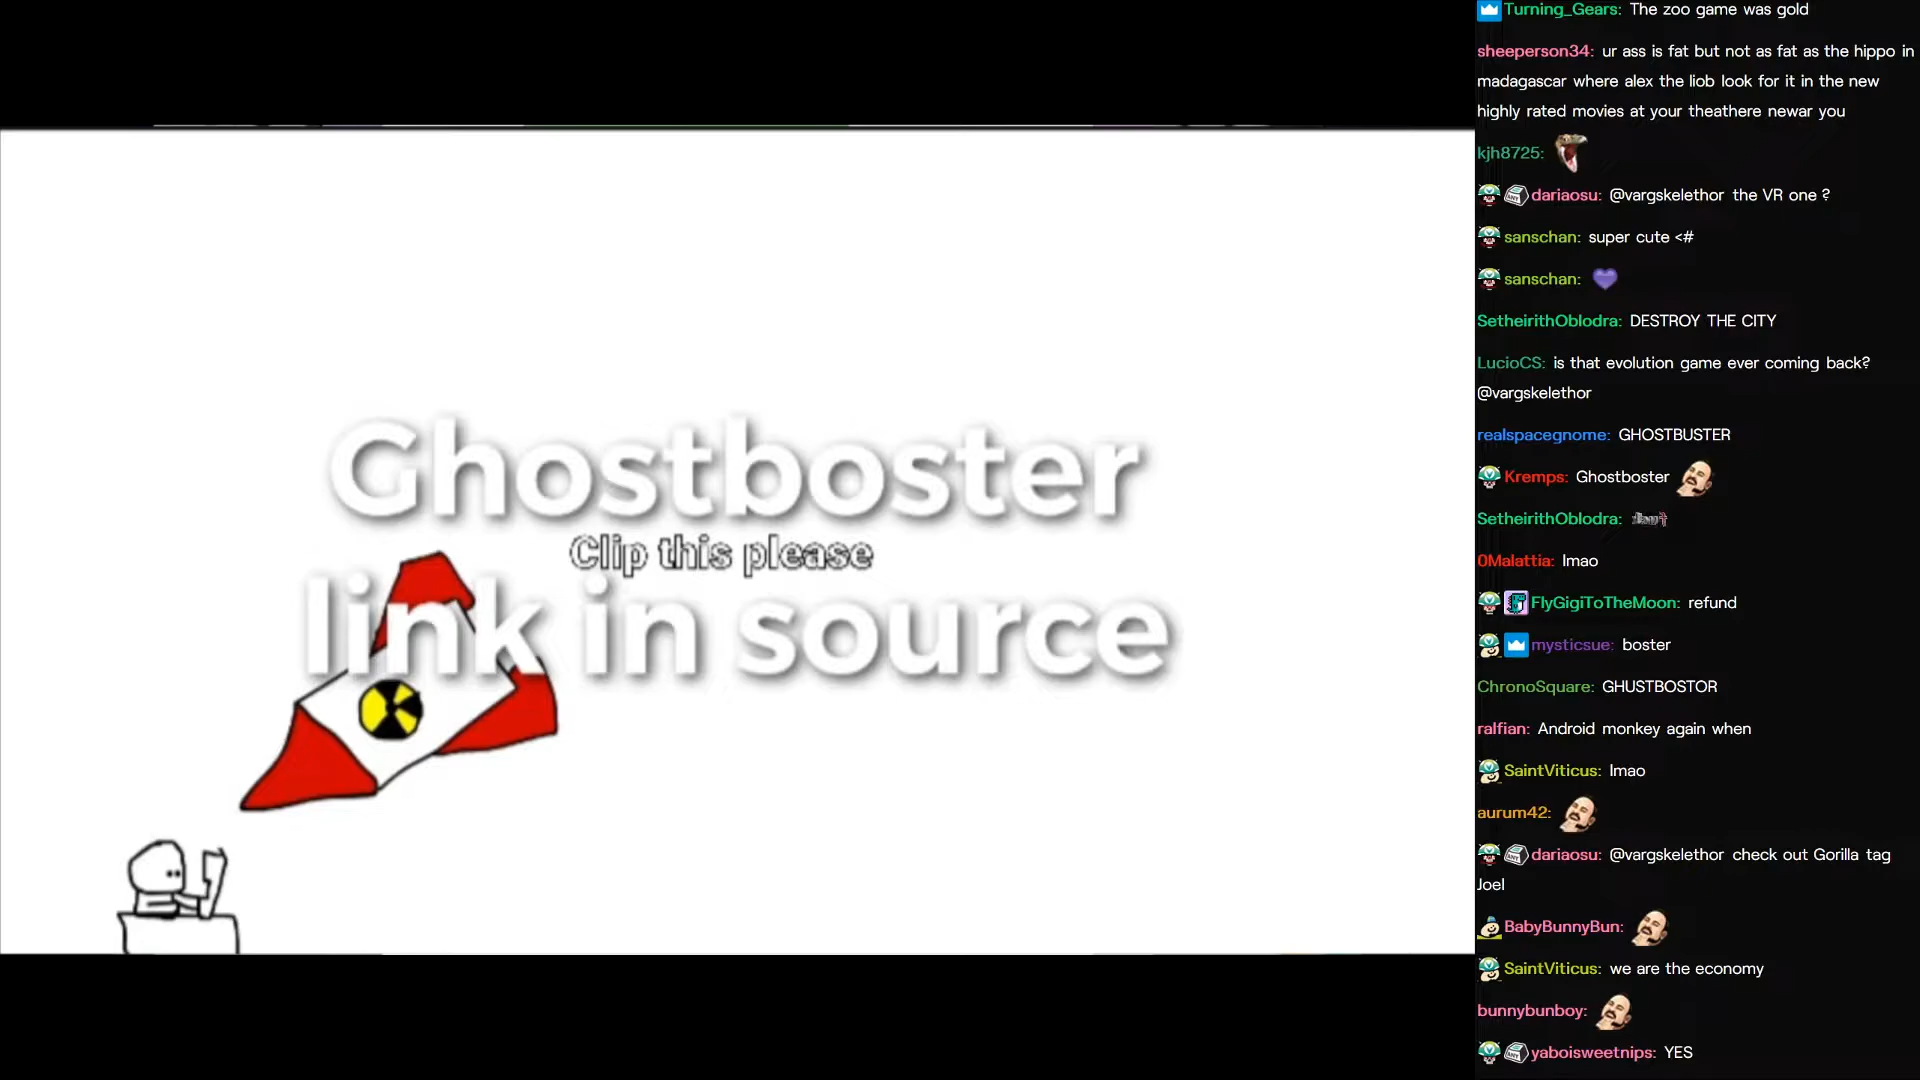 Ghostboster
Clip this please
link in source
Turning_Gears: The zoo game was gold
sheeperson34: ur ass is fat but not as fat as the hippo in
madagascar where alex the liob look for it in the new
highly rated movies at your theathere newar you
kjh8725:
dariaosu: @vargskelethor the VR one ?
sanschan: super cute <#
sanschan:
SetheirithOblodra: DESTROY THE CITY
LucioCS: is that evolution game ever coming back?
@vargskelethor
realspacegnome: GHOSTBUSTER
Kremps: Ghostboster
SetheirithOblodra:
0Malattia: lmao
FlyGigiToTheMoon: refund
mysticsue: boster
ChronoSquare: GHUSTBOSTOR
ralfian: Android monkey again when
SaintViticus: lmao
aurum42:
dariaosu: @vargskelethor check out Gorilla tag
Joel
BabyBunnyBun:
SaintViticus: we are the economy
bunnybunboy:
yaboisweetnips: YES